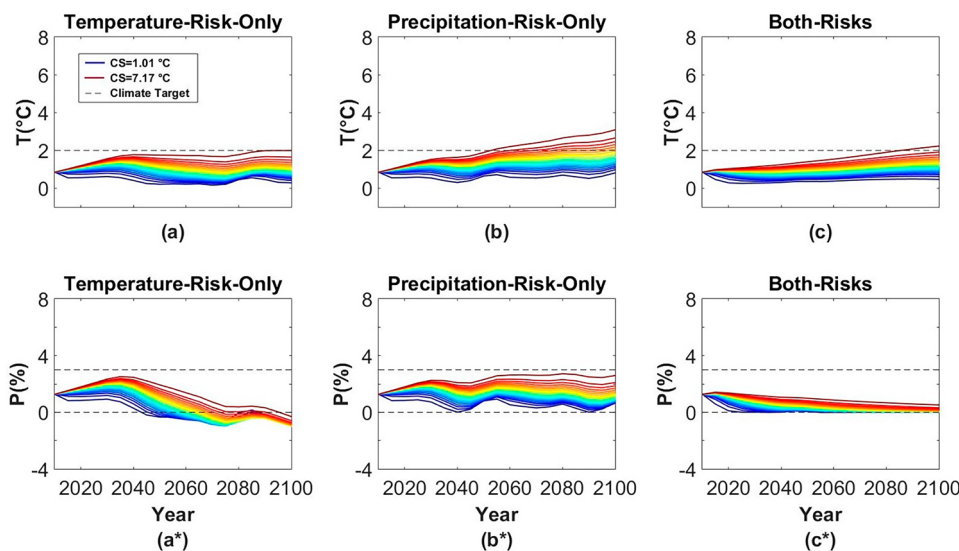 Temperature-Risk-Only
Precipitation-Risk-Only
Both-Risks
8
6
4
2
0
T(°C)
CS=1.01 °C
CS=7.17 °C
Climate Target
8
6
4
2
0
T(°C)
8
6
4
2
0
T(°C)
(a)
(b)
(c)
Temperature-Risk-Only
Precipitation-Risk-Only
Both-Risks
8
4
0
-4
P(%)
8
4
0
-4
P(%)
8
4
0
-4
P(%)
2020 2040 2060 2080 2100
2020 2040 2060 2080 2100
2020 2040 2060 2080 2100
Year
Year
Year
(a*)
(b*)
(c*)